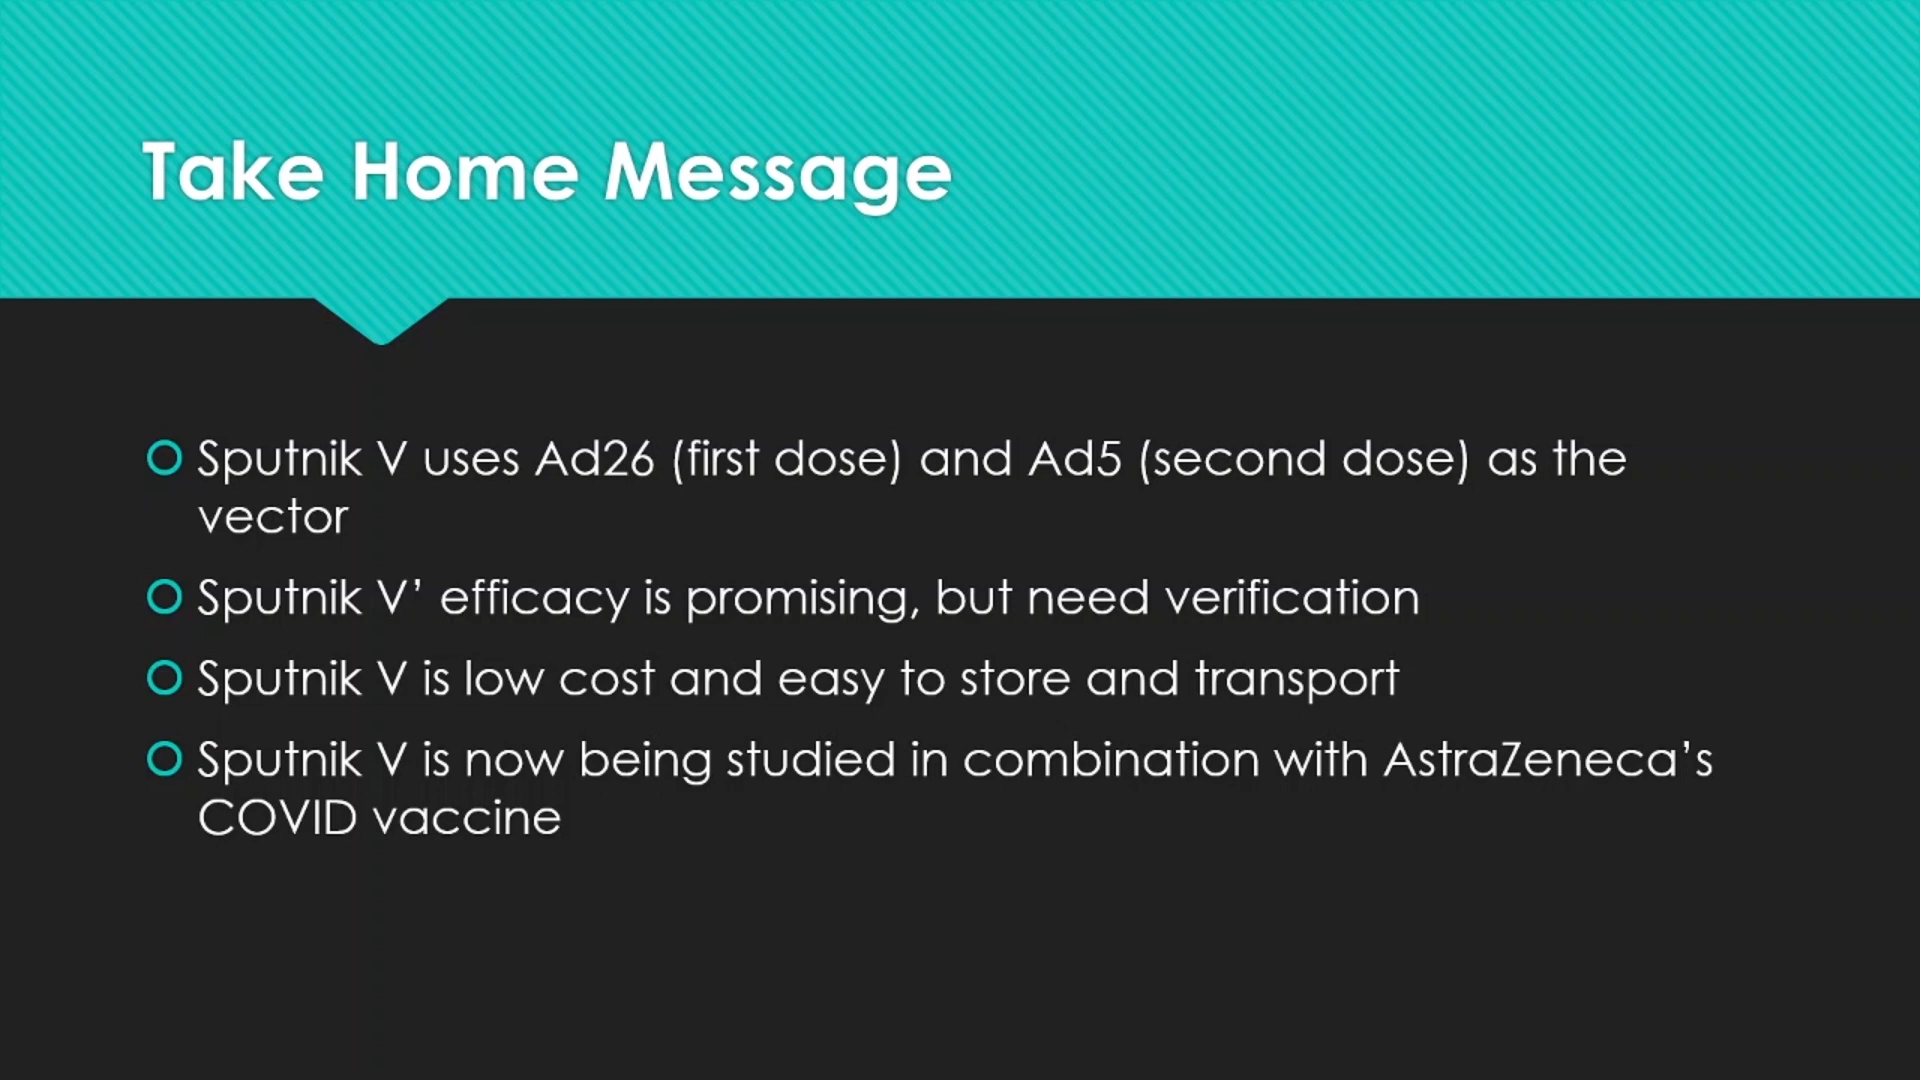 Take Home Message
Sputnik V uses Ad26 (first dose) and Ad5 (second dose) as the
vector
Sputnik V’ efficacy is promising, but need verification
Sputnik V is low cost and easy to store and transport
Sputnik V is now being studied in combination with AstraZeneca’s
COVID vaccine